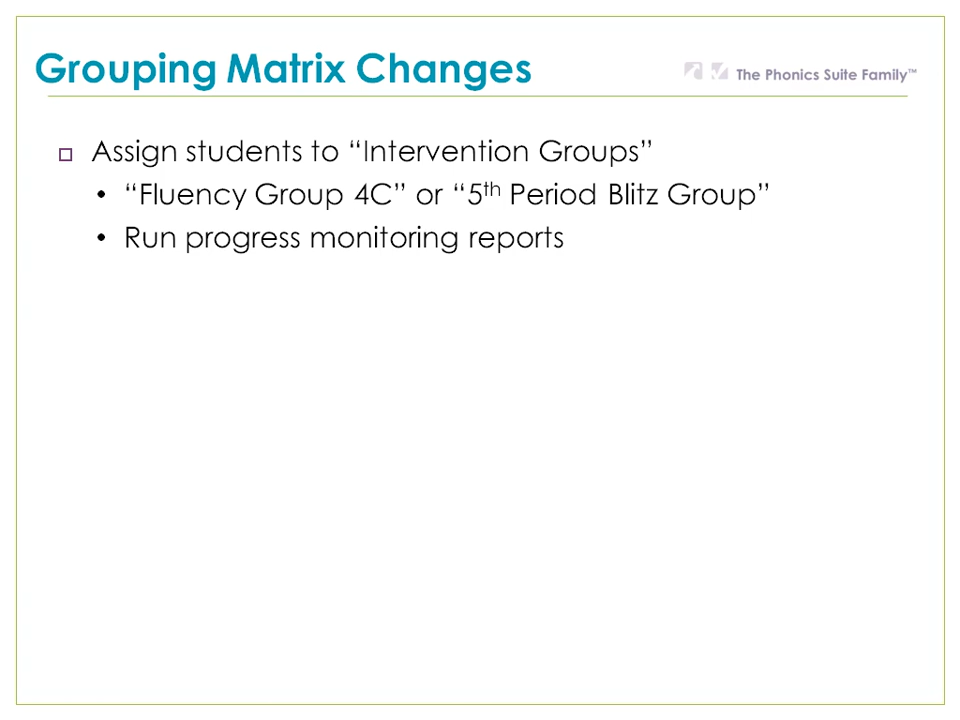 Grouping Matrix Changes
The Phonics Suite Family™
Assign students to “Intervention Groups”
• “Fluency Group 4C” or “5th Period Blitz Group”
• Run progress monitoring reports